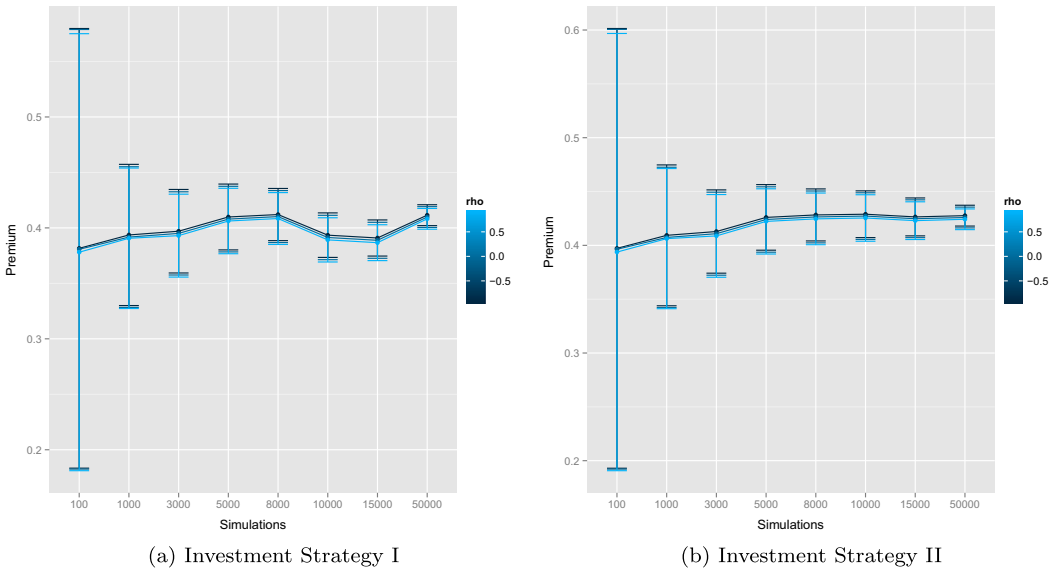 0.5
0.4
0.3
0.2
Premium
100 1000 3000 5000 8000 10000 15000 50000
Simulations
rho
0.5
0.0
−0.5
(a) Investment Strategy I
0.6
0.5
0.4
0.3
0.2
Premium
100 1000 3000 5000 8000 10000 15000 50000
Simulations
rho
0.5
0.0
−0.5
(b) Investment Strategy II